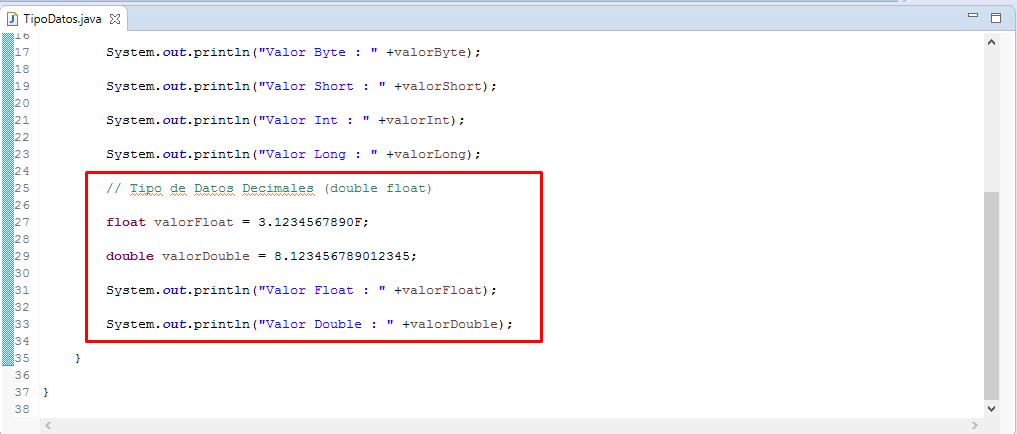 TipoDatos.java
16
17 System.out.println("Valor Byte : " +valorByte);
18
19 System.out.println("Valor Short : " +valorShort);
20
21 System.out.println("Valor Int : " +valorInt);
22
23 System.out.println("Valor Long : " +valorLong);
24
25 // Tipo de Datos Decimales (double float)
26
27 float valorFloat = 3.1234567890F;
28
29 double valorDouble = 8.123456789012345;
30
31 System.out.println("Valor Float : " +valorFloat);
32
33 System.out.println("Valor Double : " +valorDouble);
34
35 }
36
37 }
38